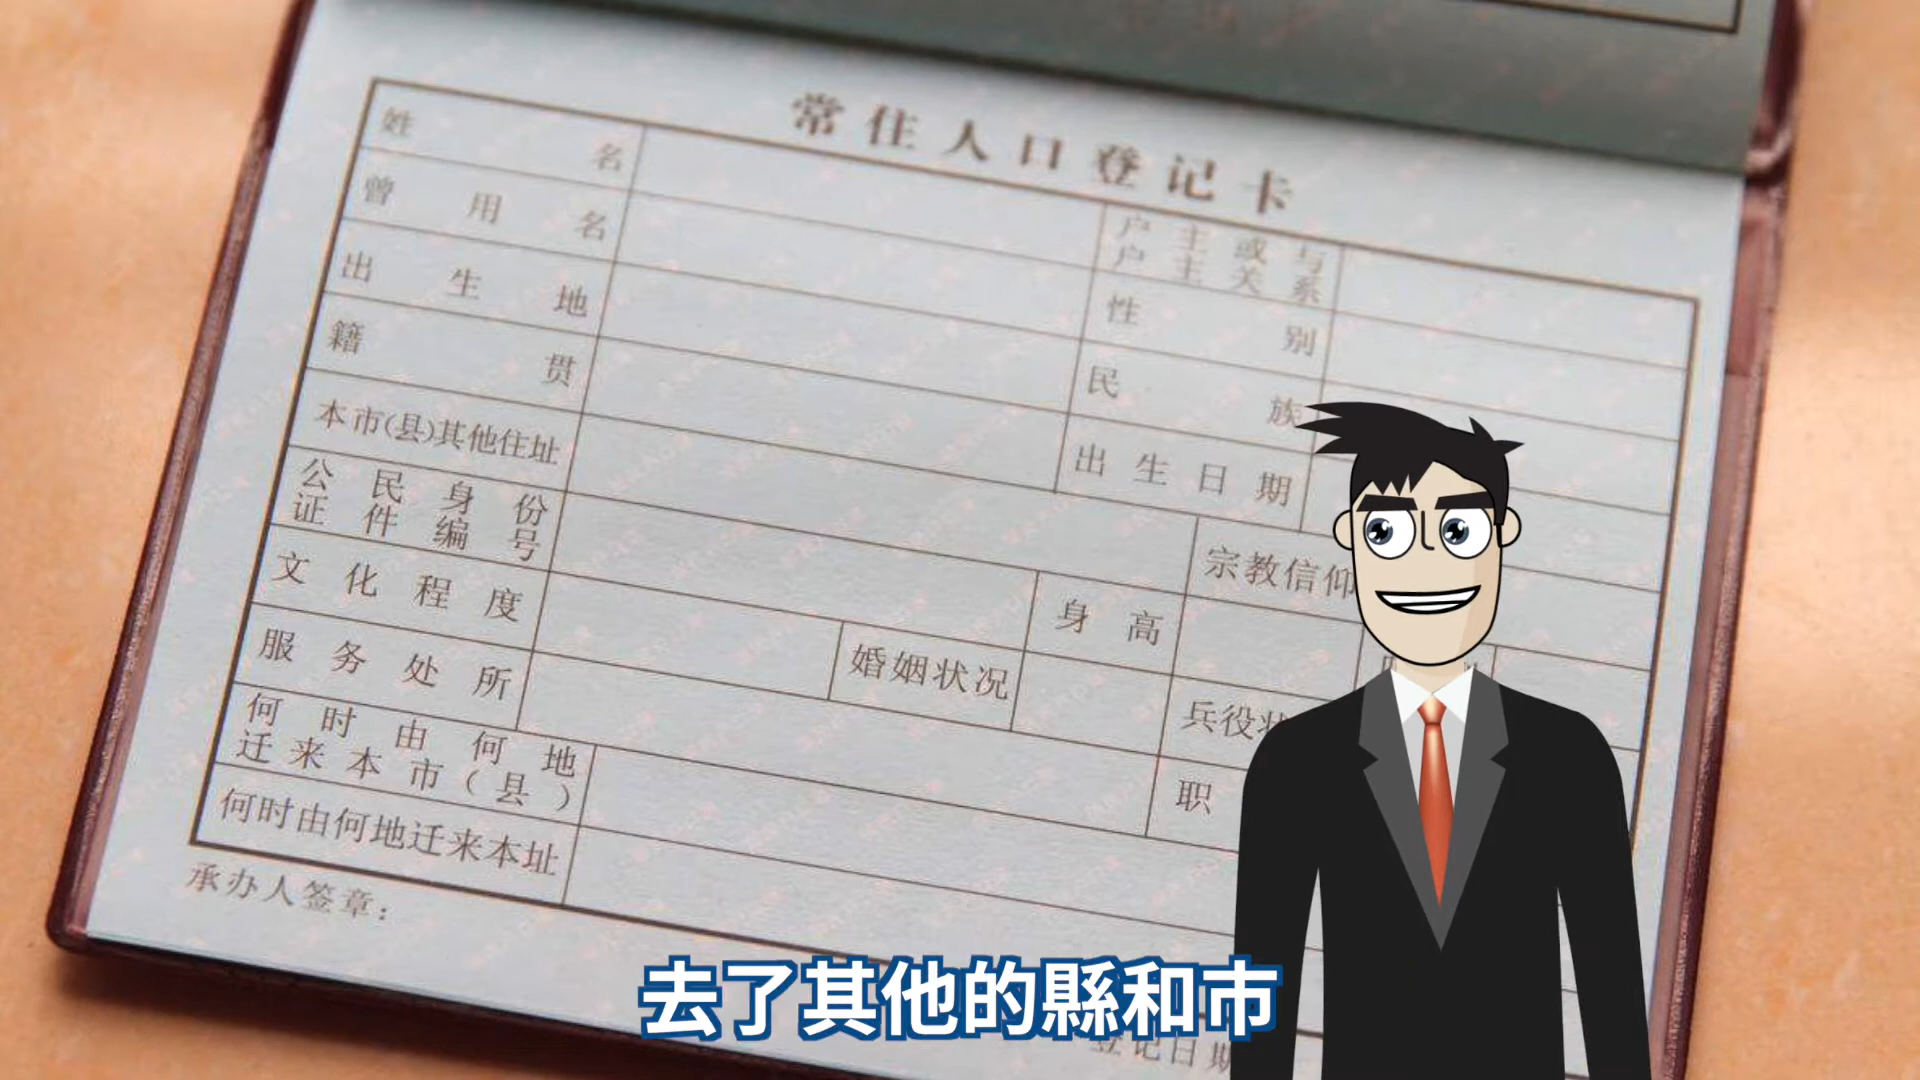 常住人口登记卡
姓名
户主或与户主关系
曾用名
性别
出生地
民族
籍贯
出生日期
本市(县)其他住址
宗教信仰
公民身份证件编号
身高
文化程度
婚姻状况
兵役状
服务处所
职
何时由何地迁来本市(县)
何时由何地迁来本址
承办人签章:
登记日期
去了其他的縣和市